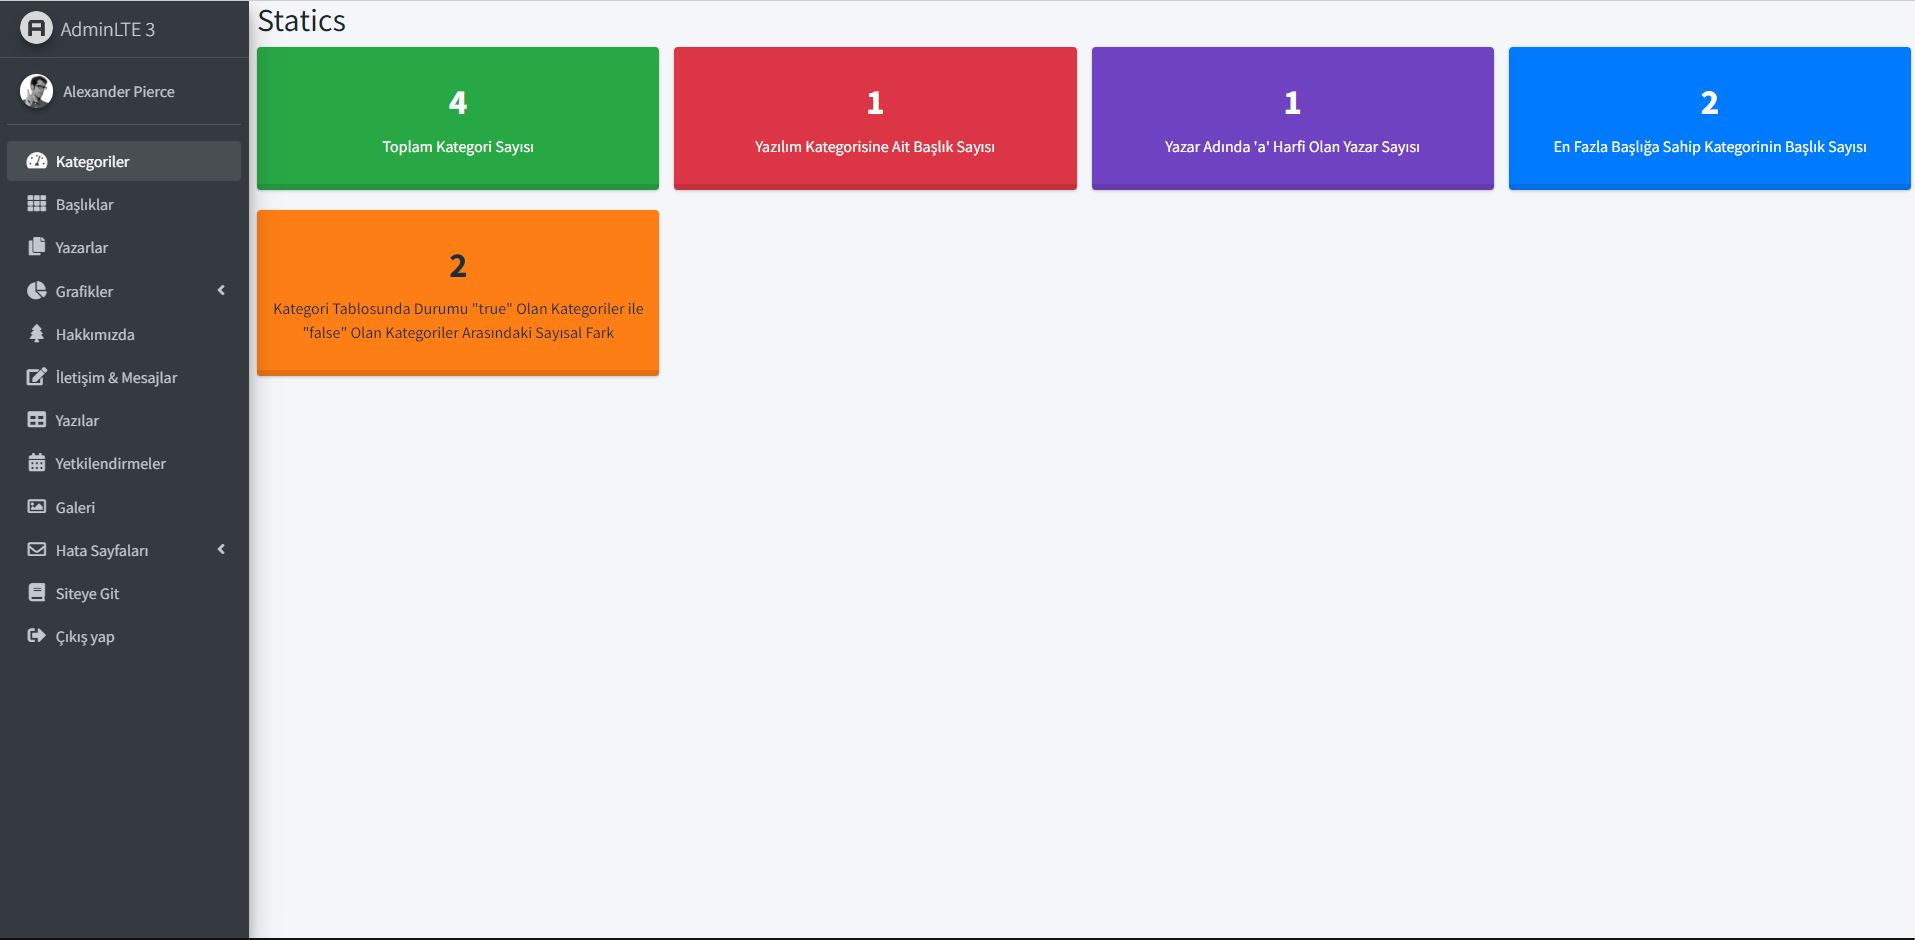 AdminLTE 3
Alexander Pierce
Kategoriler
Başlıklar
Yazarlar
Grafikler
Hakkımızda
İletişim & Mesajlar
Yazılar
Yetkilendirmeler
Galeri
Hata Sayfaları
Siteye Git
Çıkış yap
Statics
4
Toplam Kategori Sayısı
1
Yazılım Kategorisine Ait Başlık Sayısı
1
Yazar Adında 'a' Harfi Olan Yazar Sayısı
2
En Fazla Başlığa Sahip Kategorinin Başlık Sayısı
2
Kategori Tablosunda Durumu "true" Olan Kategoriler ile
"false" Olan Kategoriler Arasındaki Sayısal Fark